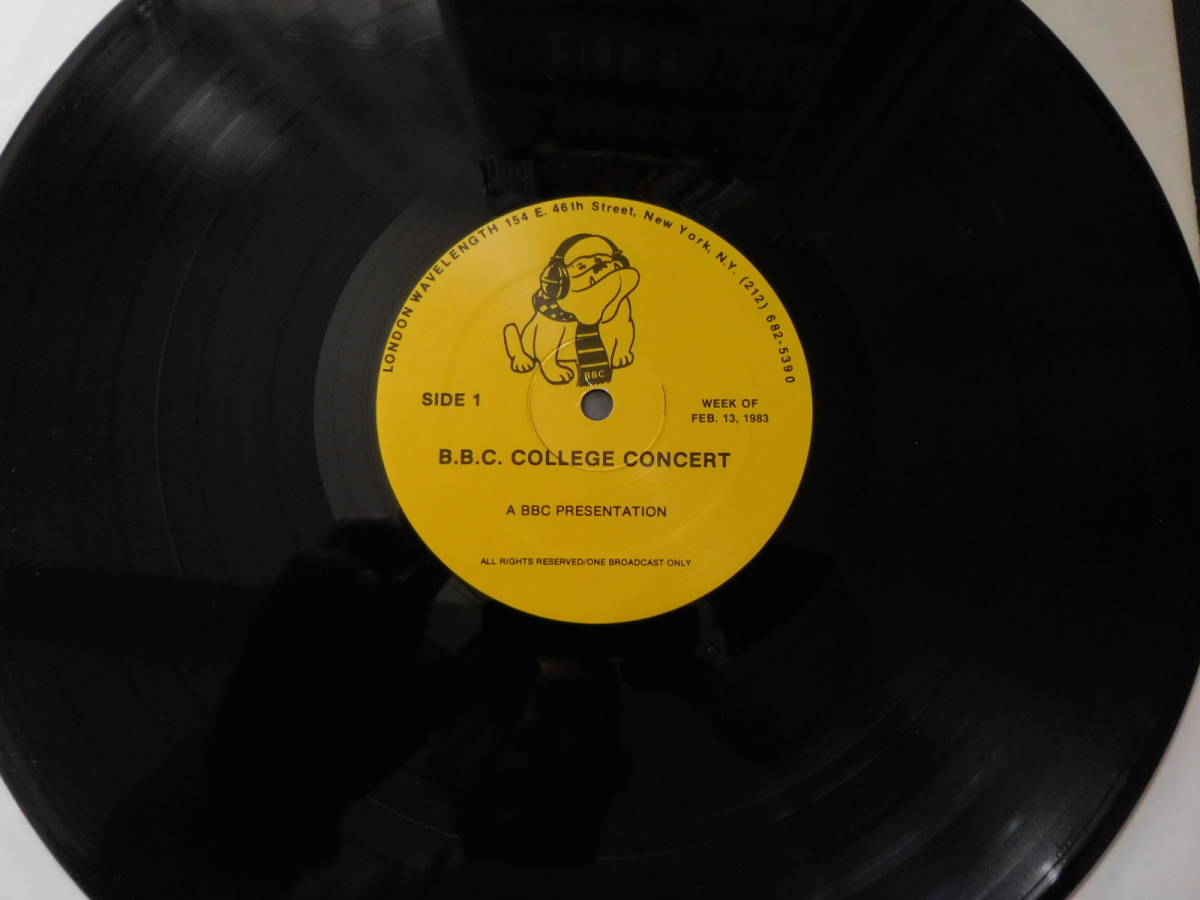 LONDON WAVELENGTH 154 E. 46th Street, New York, N.Y. (212) 682-5390
BBC
SIDE 1
WEEK OF
FEB. 13, 1983
B.B.C. COLLEGE CONCERT
A BBC PRESENTATION
ALL RIGHTS RESERVED/ONE BROADCAST ONLY